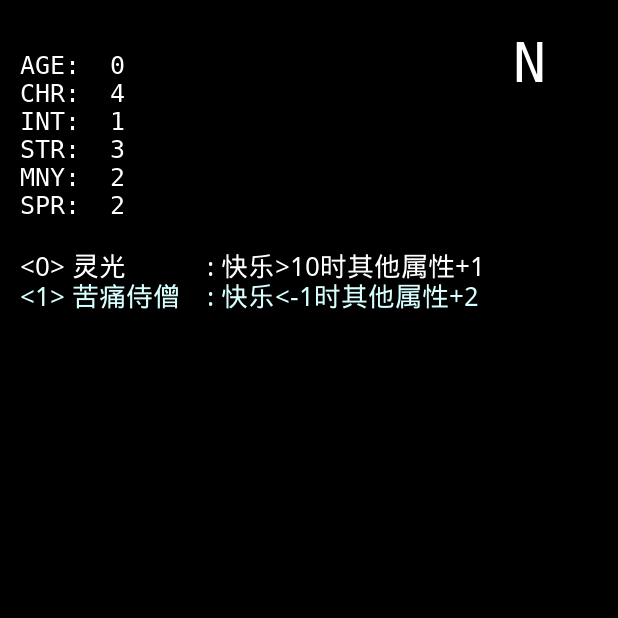 N
AGE: 0
CHR: 4
INT: 1
STR: 3
MNY: 2
SPR: 2
<0> 灵光 : 快乐>10时其他属性+1
<1> 苦痛侍僧 : 快乐<-1时其他属性+2